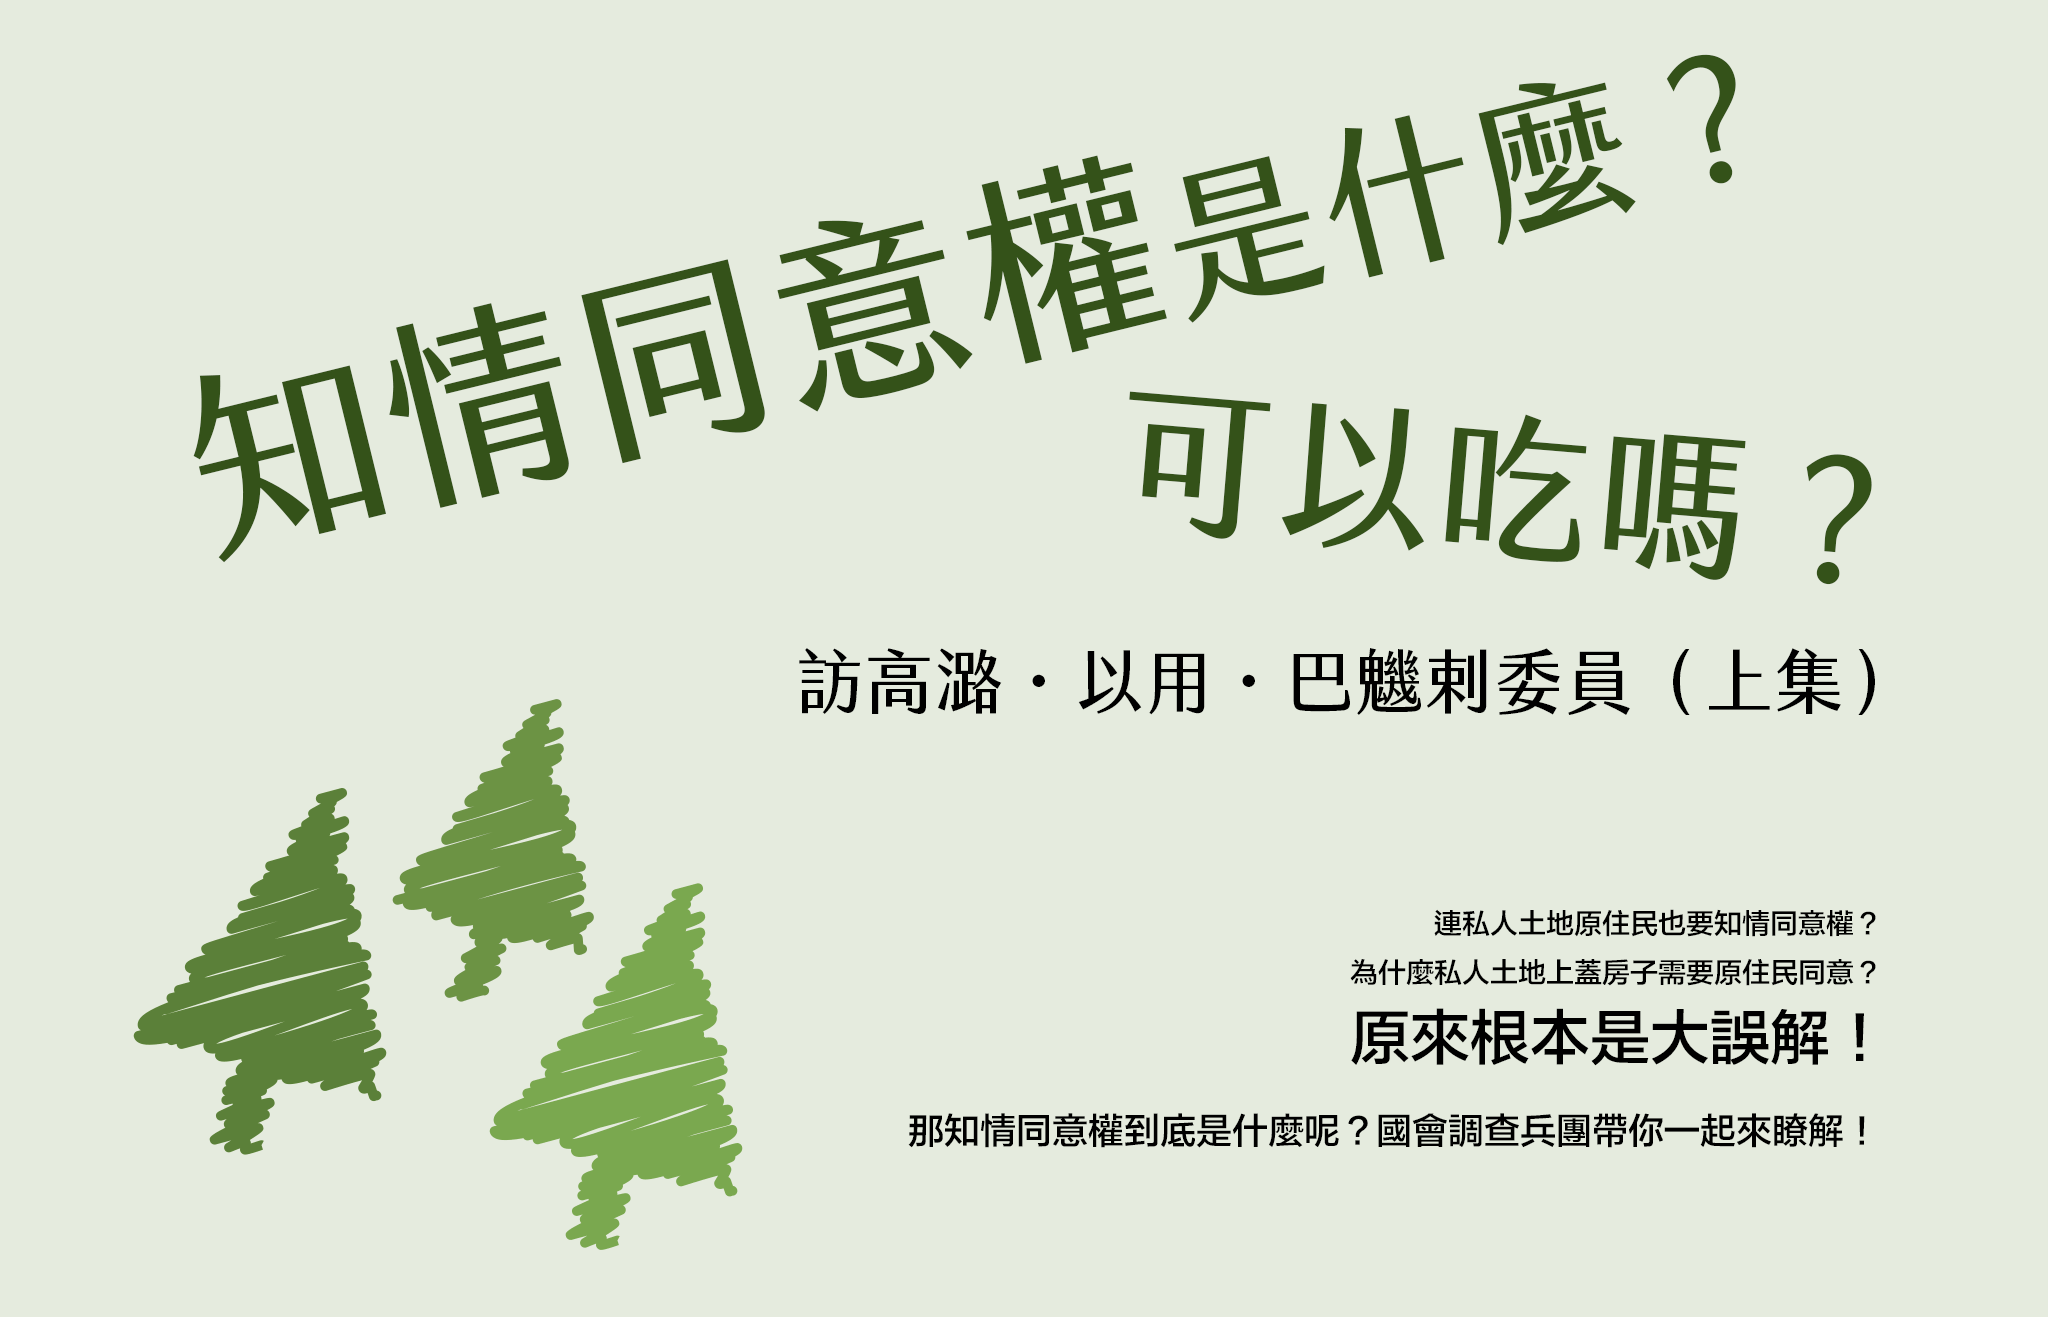 知情同意權是什麼？
可以吃嗎？
訪高潞・以用・巴魕剌委員（上集）
連私人土地原住民也要知情同意權？
為什麼私人土地上蓋房子需要原住民同意？
原來根本是大誤解！
那知情同意權到底是什麼呢？國會調查兵團帶你一起來瞭解！